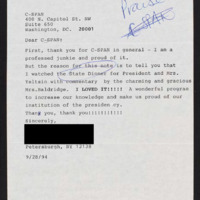 Praise
C-SPAN
C-SPAN
400 N. Capitol St. NW
Suite 650
Washington, DC. 20001
Dear C-SPAN:
First, thank you for C-SPAN in general - I am a
professed junkie and proud of it.
But the reason for this note is to tell you that
I watched the State Dinner for President and Mrs.
Yeltsin with commentary by the charming and gracious
Mrs. Baldridge. I LOVED IT!!!!! A wonderful program
to increase our knowledge and make us proud of our
institution of the presidency.
Thank you, thank you!!!!!!!!!!
Sincerely,
Petersburgh, NY 12138
9/28/94